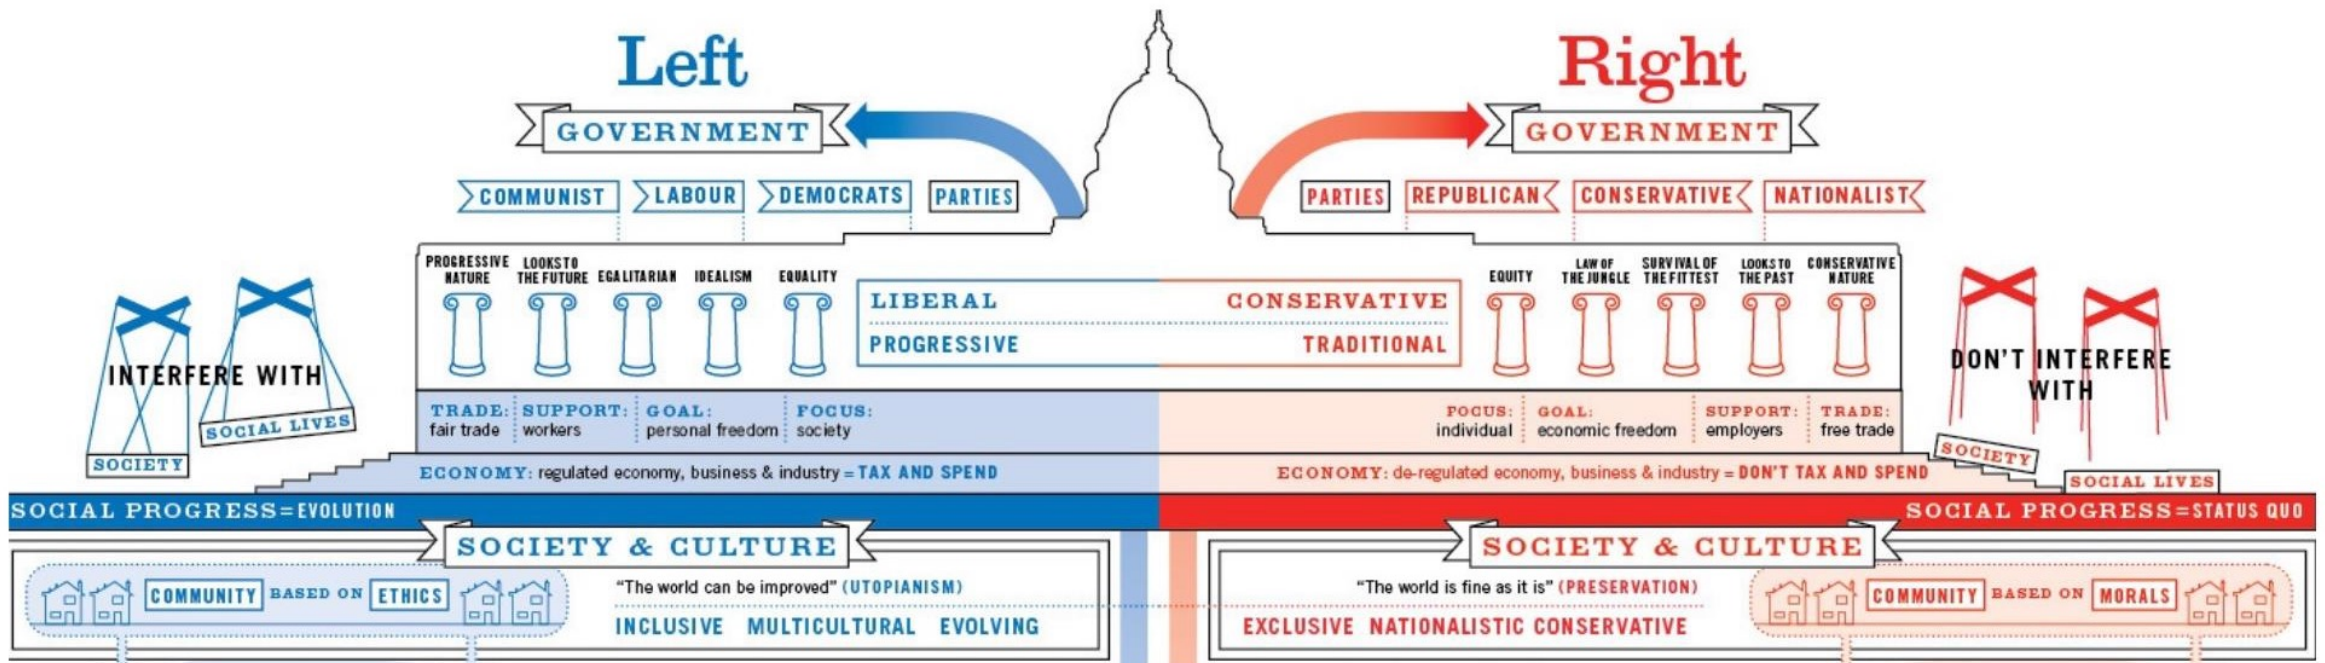 Left
Right
GOVERNMENT
GOVERNMENT
COMMUNIST
LABOUR
DEMOCRATS
PARTIES
PARTIES
REPUBLICAN
CONSERVATIVE
NATIONALIST
PROGRESSIVE
NATURE
LOOKS TO
THE FUTURE
EGALITARIAN
IDEALISM
EQUALITY
LIBERAL
CONSERVATIVE
PROGRESSIVE
TRADITIONAL
EQUITY
LAW OF
THE JUNGLE
SURVIVAL OF
THE FITTEST
LOOKS TO
THE PAST
CONSERVATIVE
NATURE
INTERFERE WITH
SOCIAL LIVES
SOCIETY
DON'T INTERFERE
WITH
SOCIETY
SOCIAL LIVES
TRADE:
fair trade
SUPPORT:
workers
GOAL:
personal freedom
FOCUS:
society
FOCUS:
individual
GOAL:
economic freedom
SUPPORT:
employers
TRADE:
free trade
ECONOMY: regulated economy, business & industry = TAX AND SPEND
ECONOMY: de-regulated economy, business & industry = DON'T TAX AND SPEND
SOCIAL PROGRESS=EVOLUTION
SOCIAL PROGRESS=STATUS QUO
SOCIETY & CULTURE
SOCIETY & CULTURE
COMMUNITY BASED ON ETHICS
"The world can be improved" (UTOPIANISM)
INCLUSIVE MULTICULTURAL EVOLVING
"The world is fine as it is" (PRESERVATION)
EXCLUSIVE NATIONALISTIC CONSERVATIVE
COMMUNITY BASED ON MORALS